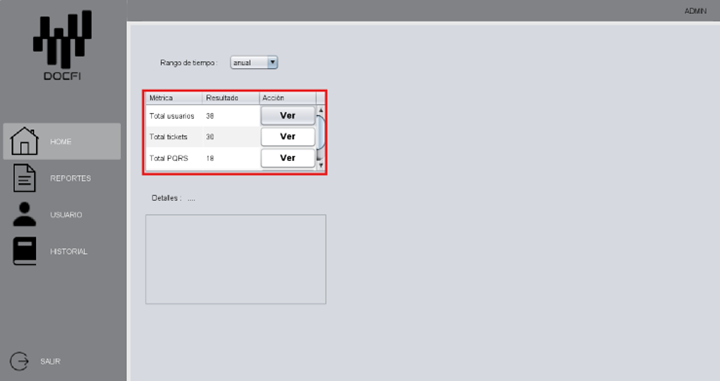 ADMIN
DOCFI
HOME
REPORTES
USUARIO
HISTORIAL
SALIR
Rango de tiempo : anual
Métrica Resultado Acción
Total usuarios 38 Ver
Total tickets 30 Ver
Total PQRS 18 Ver
Detalles : ....